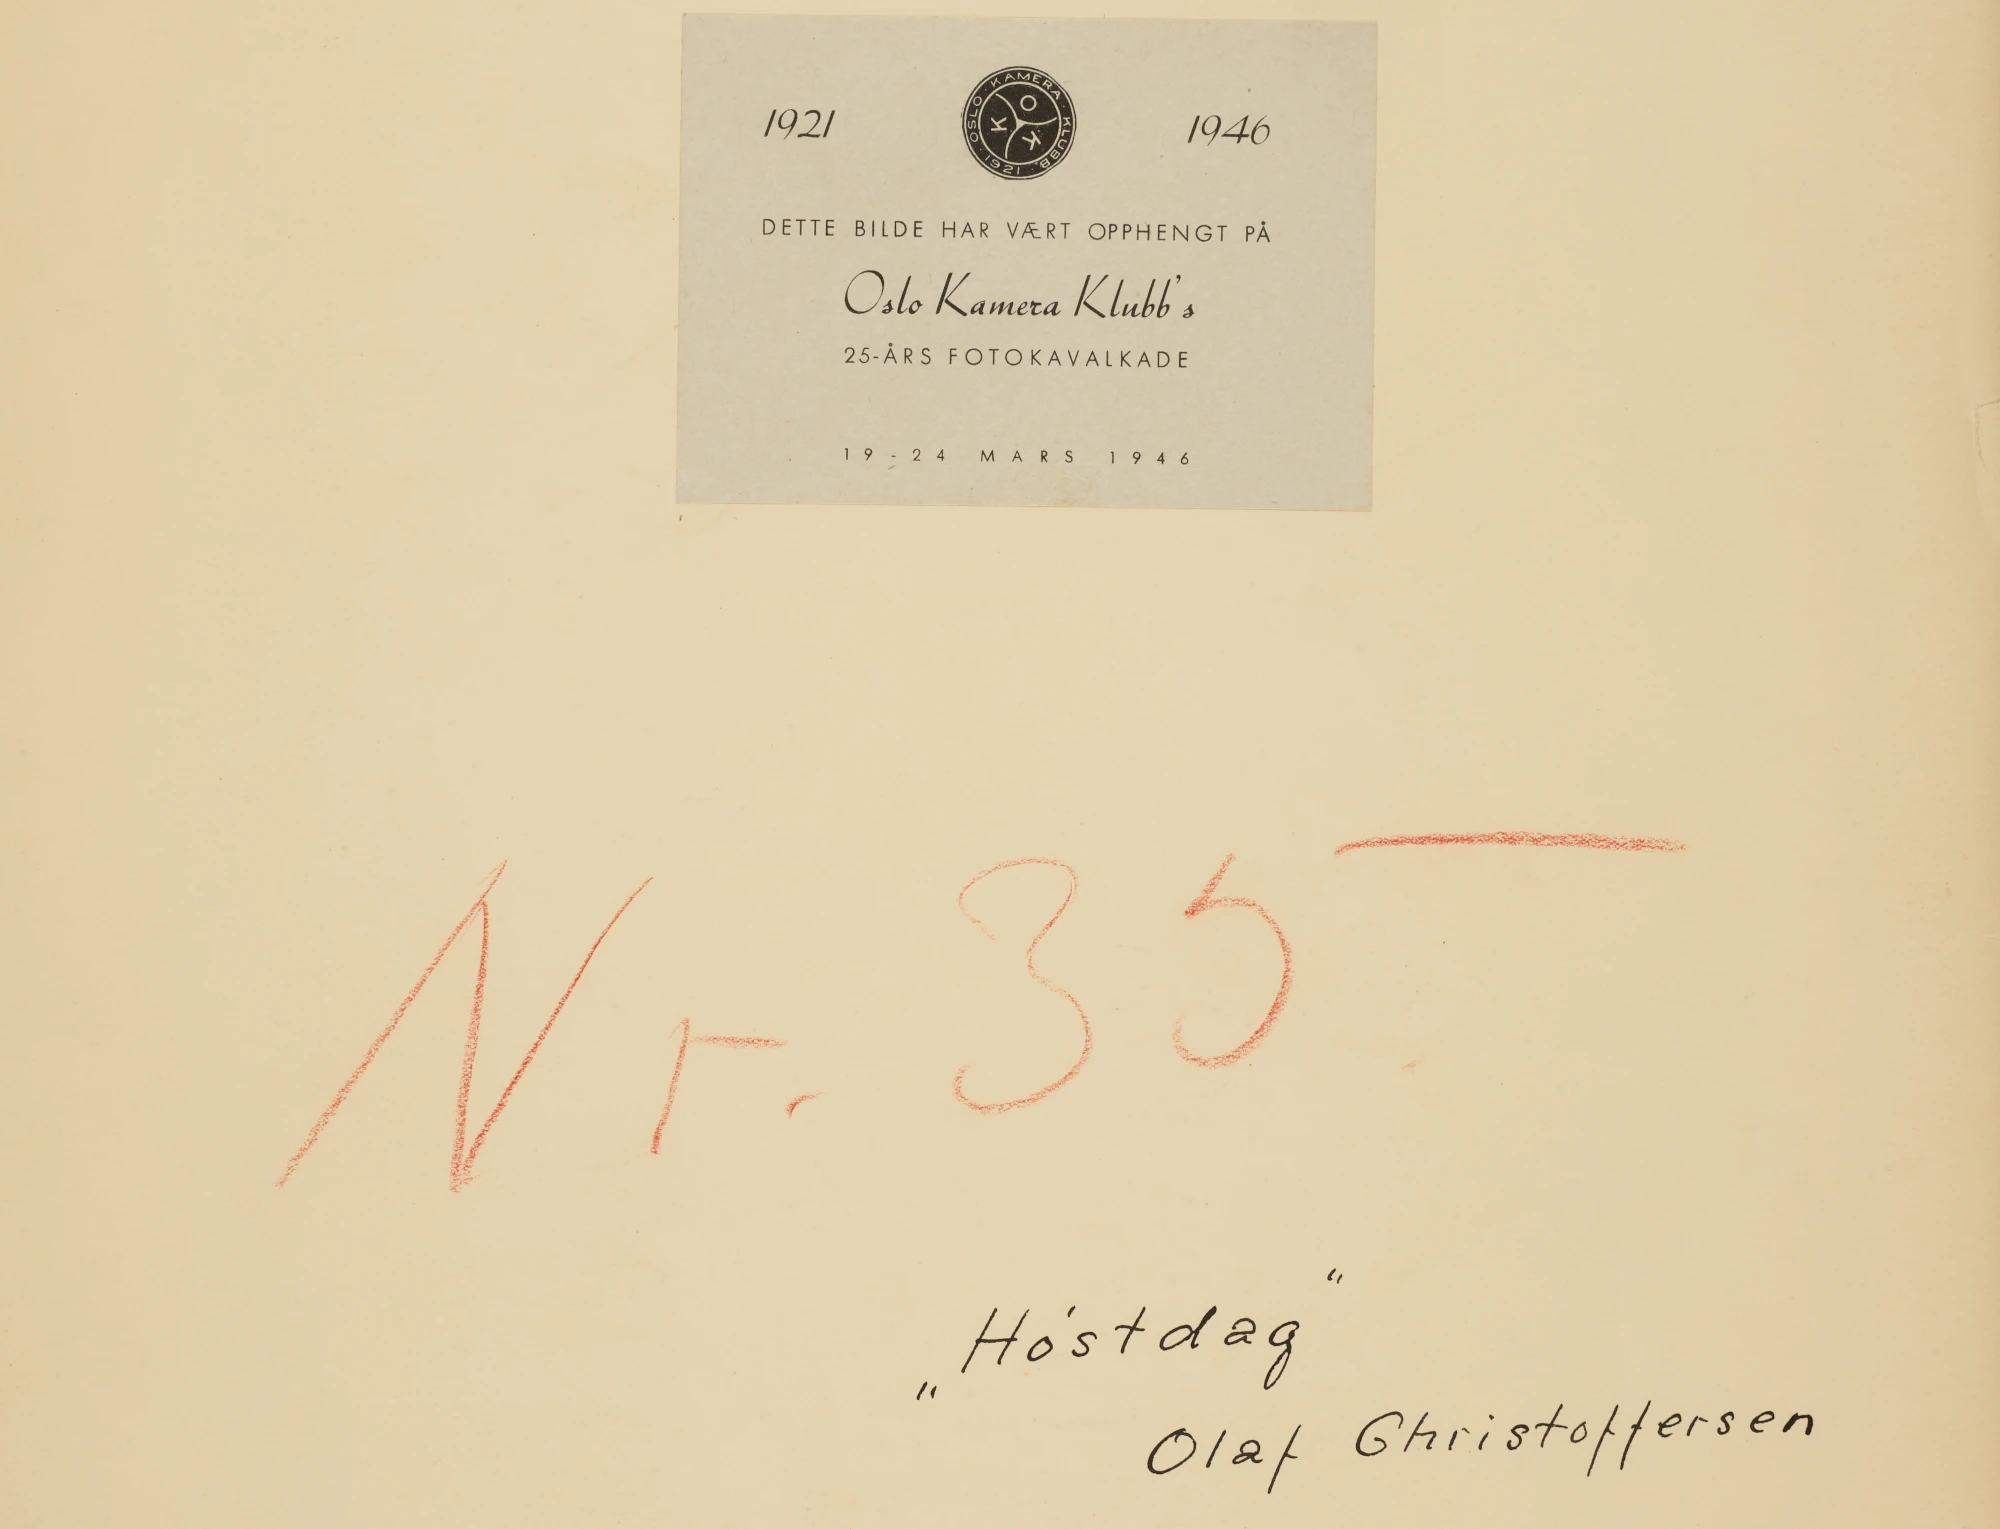 1921 OSLO · KAMERA · KLUBB · 1921 · O K K 1946
DETTE BILDE HAR VÆRT OPPHENGT PÅ
Oslo Kamera Klubb's
25-ÅRS FOTOKAVALKADE
19-24 MARS 1946
Nr. 35
„Hóstdag“
Olaf Christoffersen